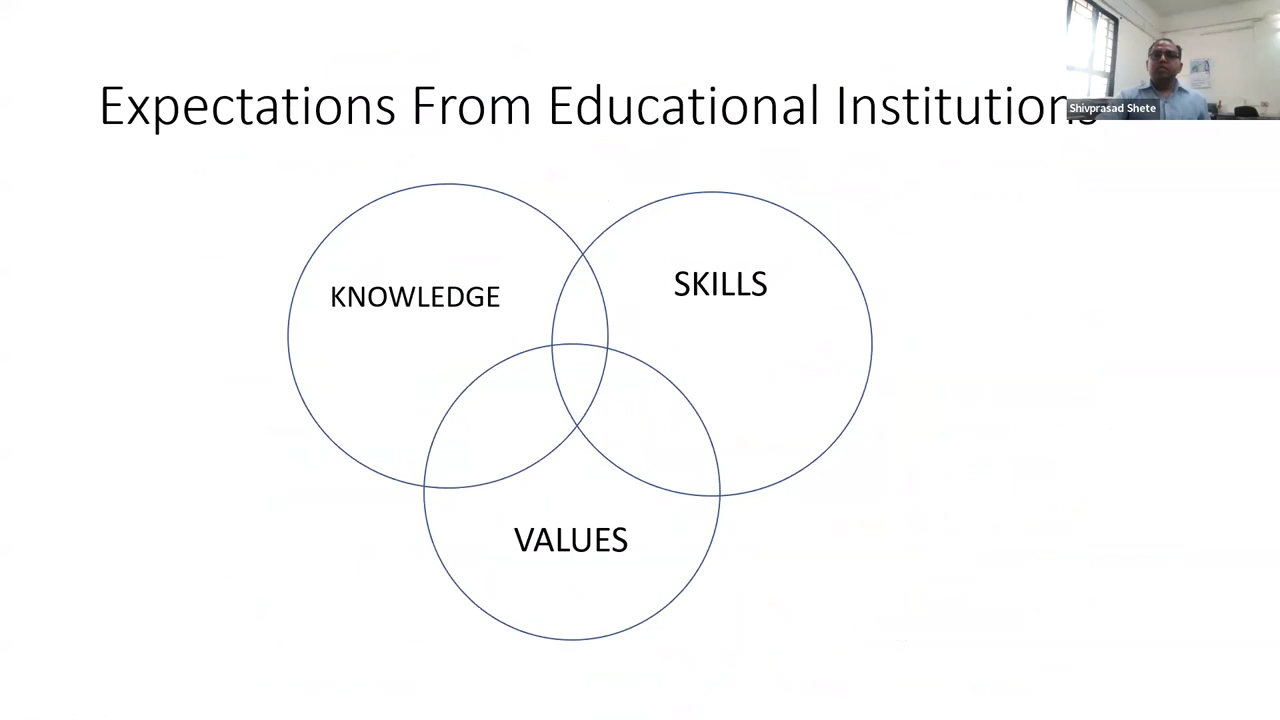 Expectations From Educational Institutions
Shivprasad Shete
KNOWLEDGE
SKILLS
VALUES